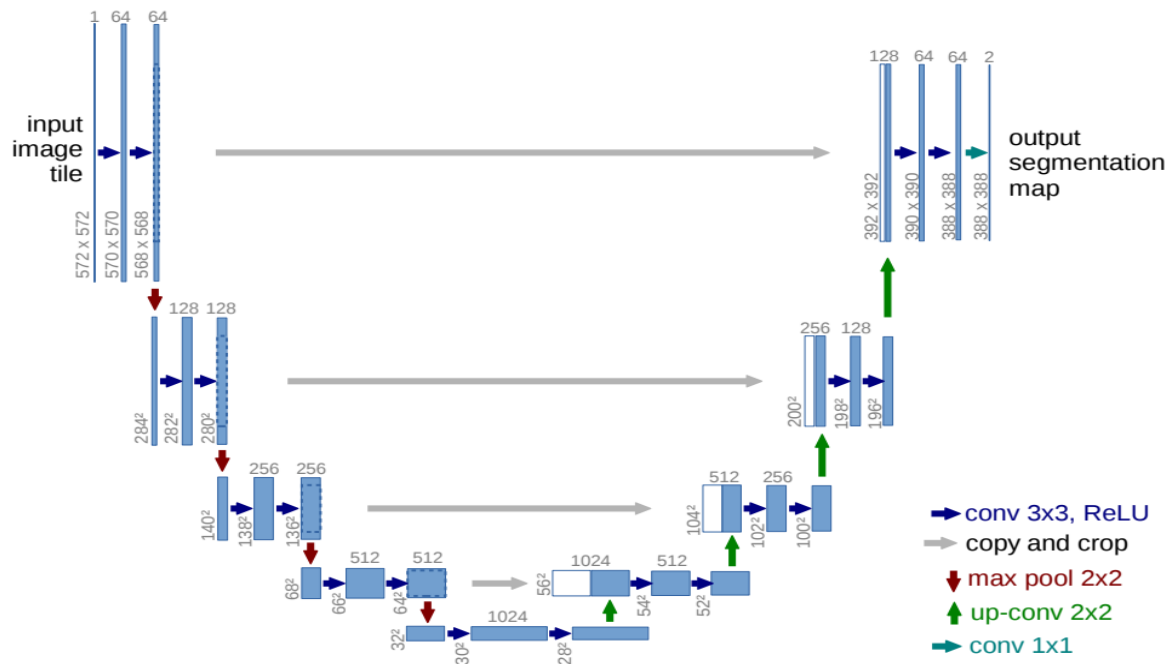 1 64 64
128 64 64 2
input
image
tile
output
segmentation
map
572 x 572
570 x 570
568 x 568
392 x 392
390 x 390
388 x 388
388 x 388
128 128
256 128
284²
282²
280²
200²
198²
196²
256 256
512 256
140²
138²
136²
104²
102²
100²
512 512
1024 512
68²
66²
64²
56²
54²
52²
1024
32²
30²
28²
conv 3x3, ReLU
copy and crop
max pool 2x2
up-conv 2x2
conv 1x1